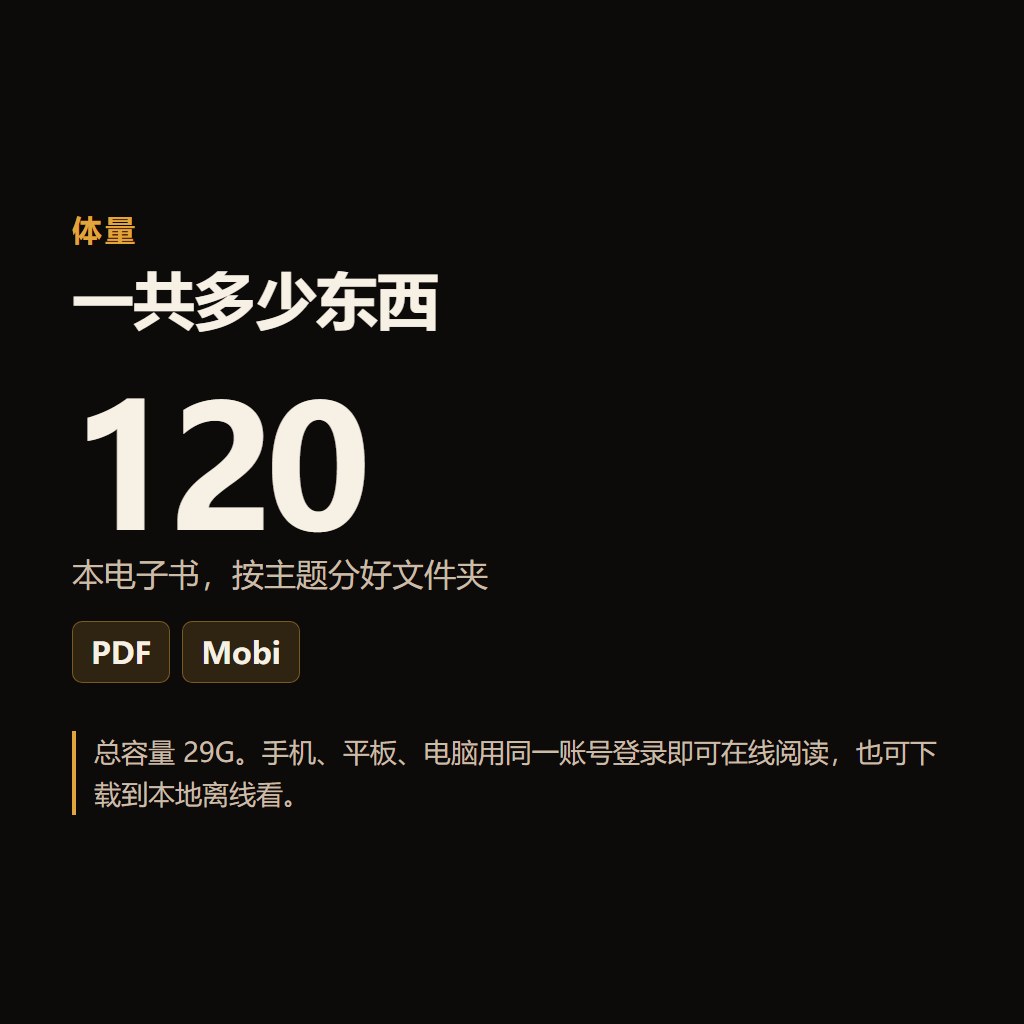 体量
一共多少东西
120
本电子书，按主题分好文件夹
PDF Mobi
总容量 29G。手机、平板、电脑用同一账号登录即可在线阅读，也可下
载到本地离线看。